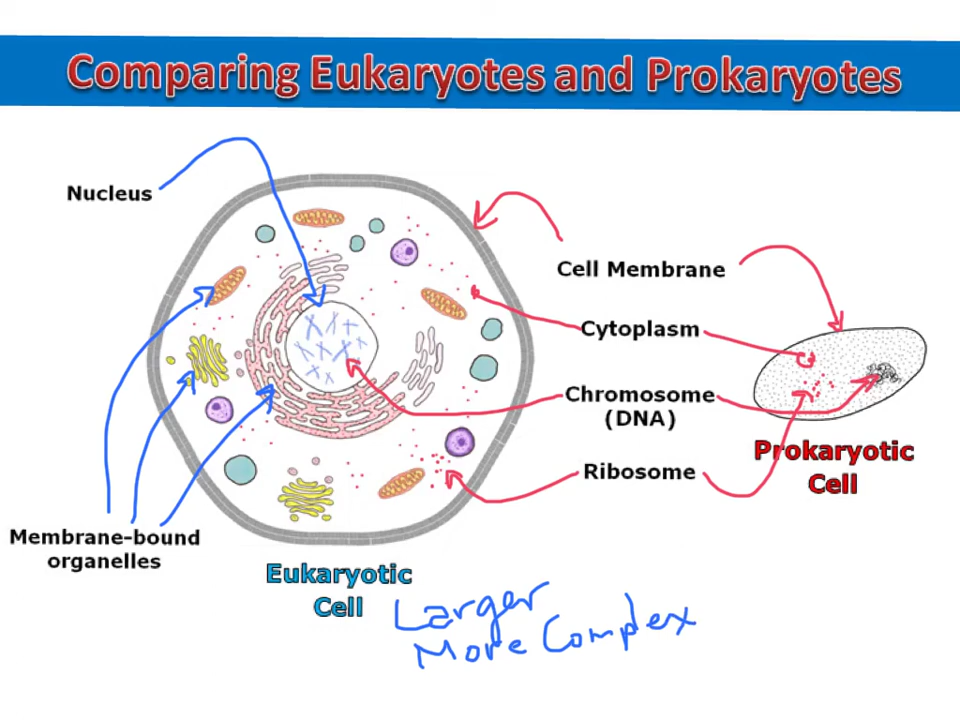 Comparing Eukaryotes and Prokaryotes
Nucleus
Cell Membrane
Cytoplasm
Chromosome
(DNA)
Prokaryotic
Cell
Ribosome
Membrane-bound
organelles
Eukaryotic
Cell
Larger
More Complex